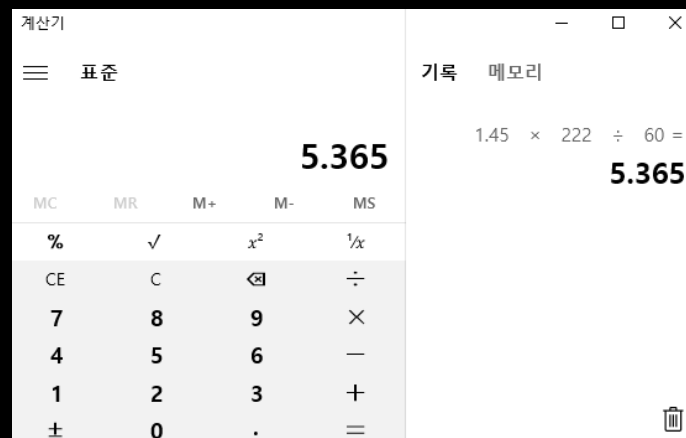 계산기
표준
기록 메모리
1.45 × 222 ÷ 60 =
5.365
5.365
MC MR M+ M- MS
% √ x² ¹/x
CE C ⌫ ÷
7 8 9 ×
4 5 6 −
1 2 3 +
± 0 . =